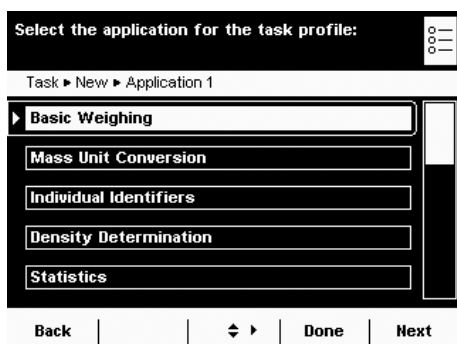 Select the application for the task profile:
Task ▸ New ▸ Application 1
Basic Weighing
Mass Unit Conversion
Individual Identifiers
Density Determination
Statistics
Back Done Next